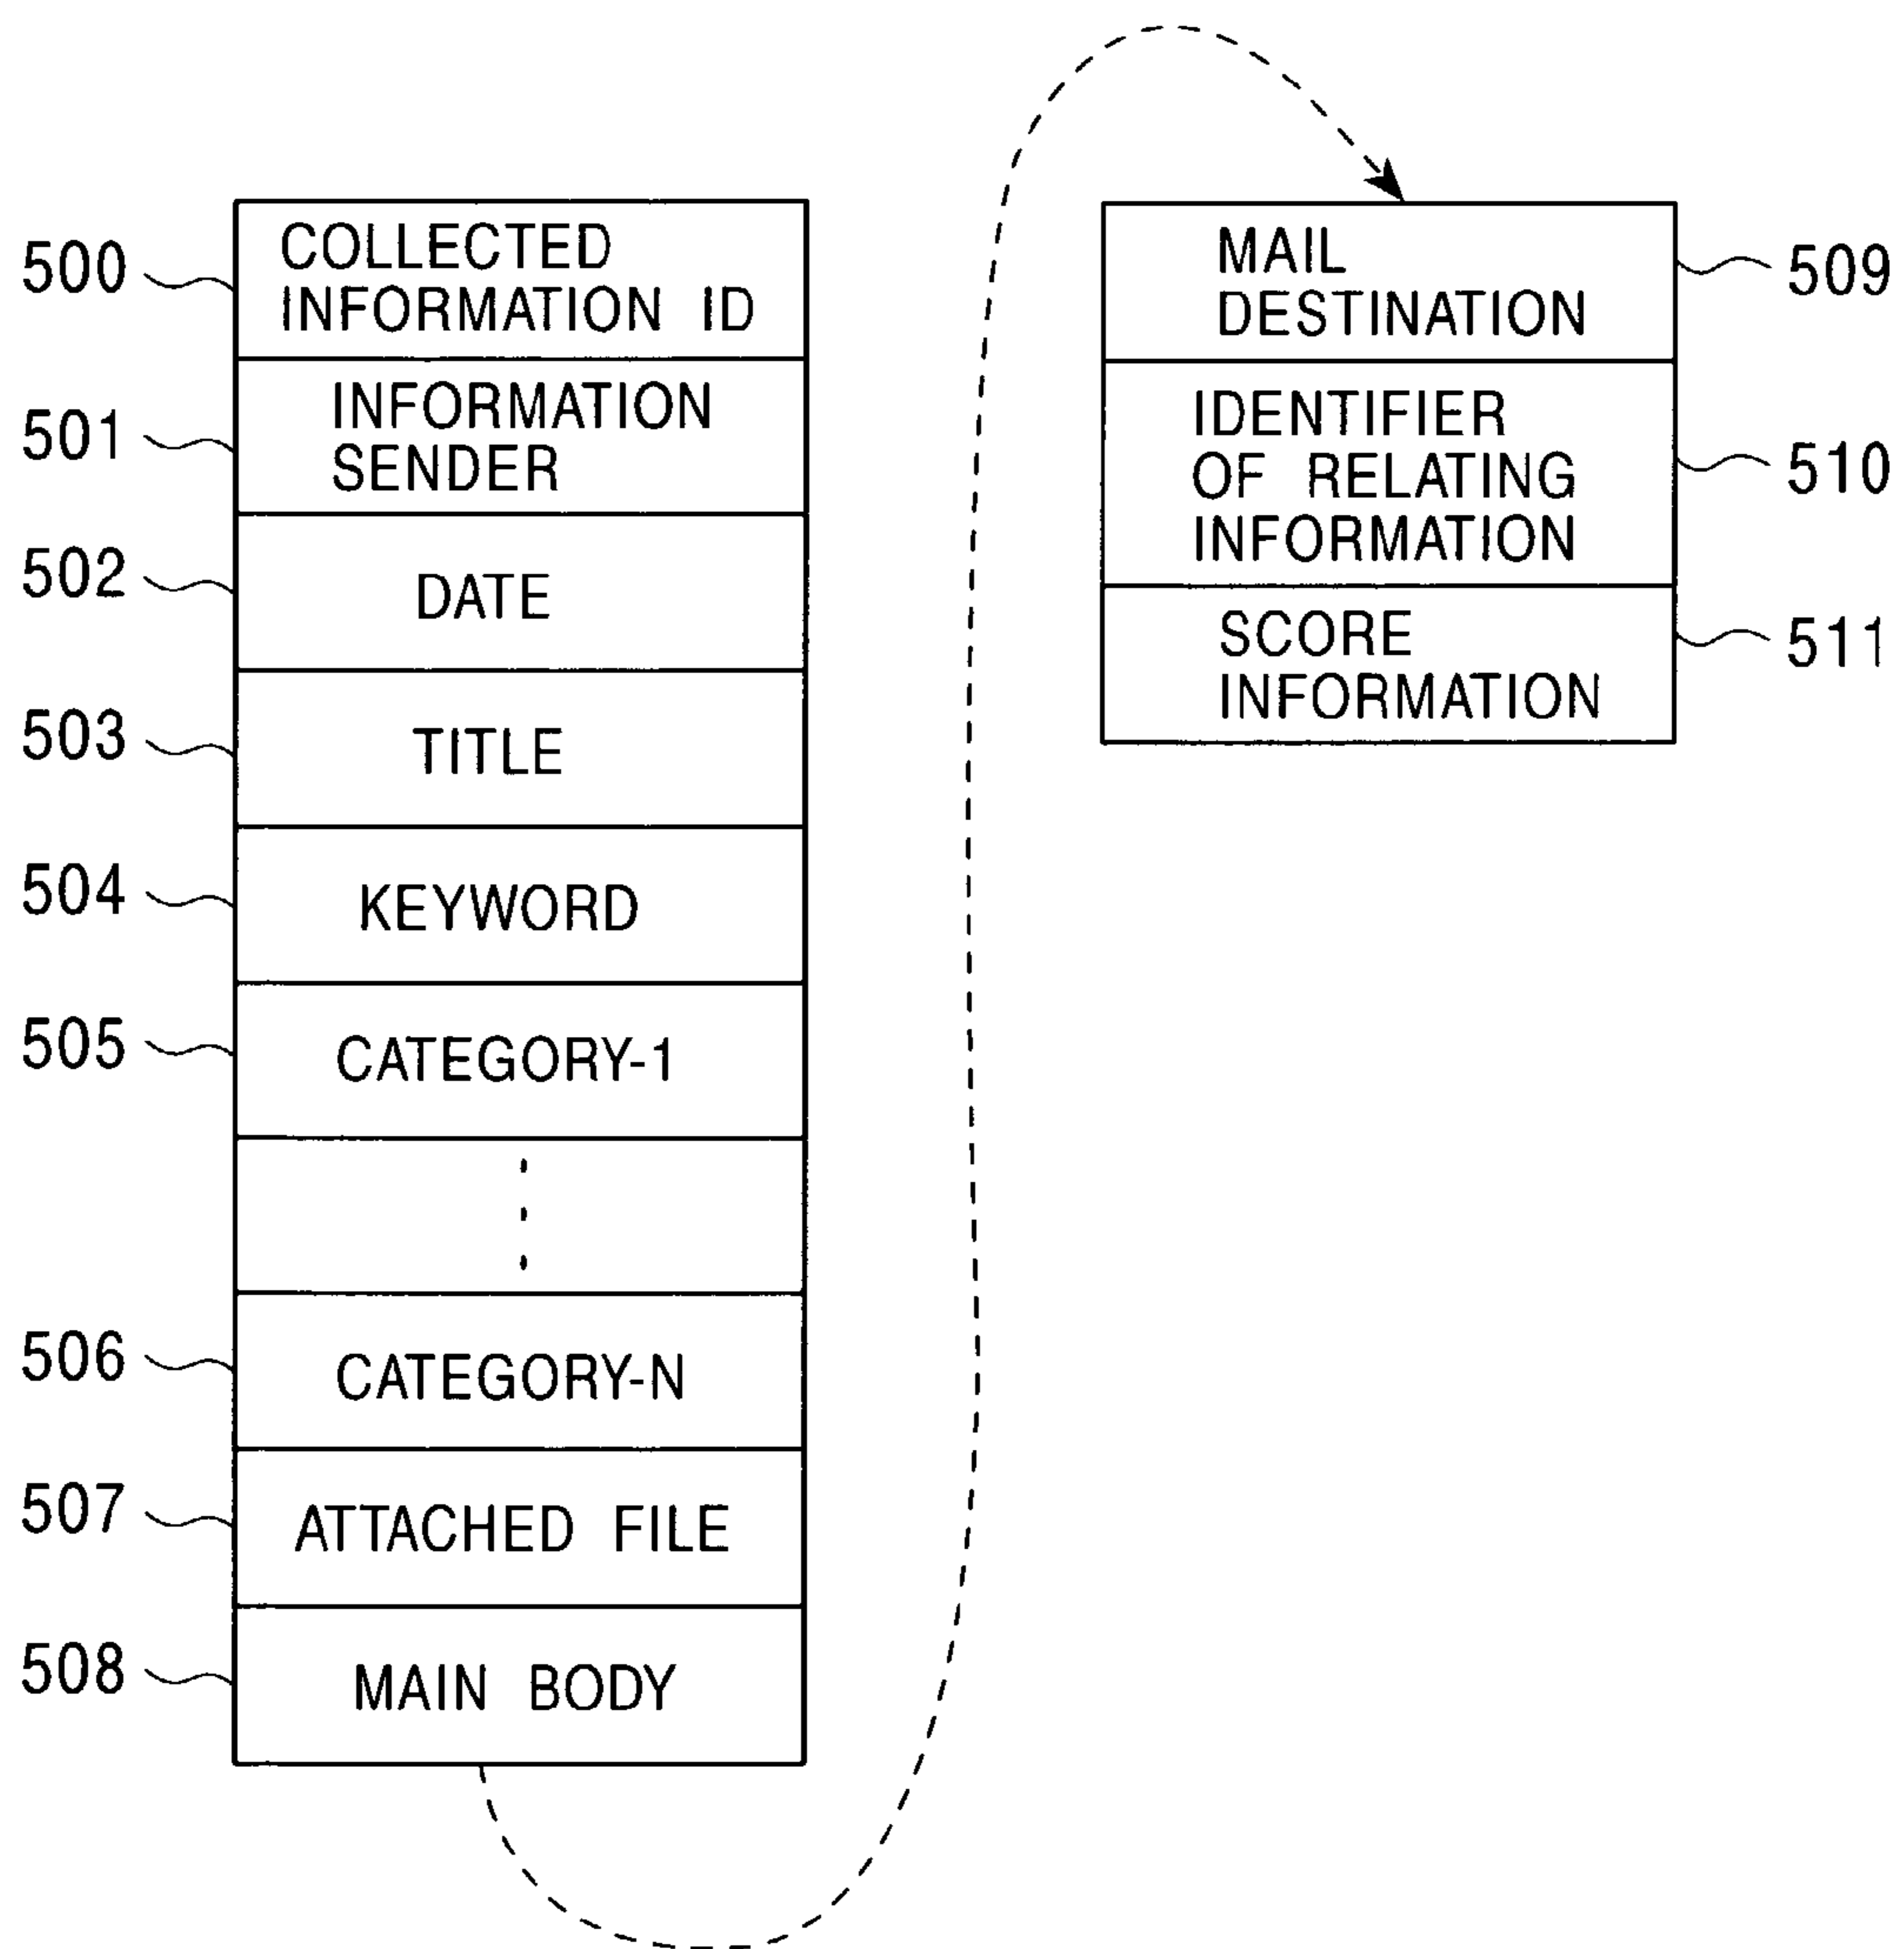 500
COLLECTED
INFORMATION ID
501
INFORMATION
SENDER
502
DATE
503
TITLE
504
KEYWORD
505
CATEGORY-1
506
CATEGORY-N
507
ATTACHED FILE
508
MAIN BODY
MAIL
DESTINATION
509
IDENTIFIER
OF RELATING
INFORMATION
510
SCORE
INFORMATION
511